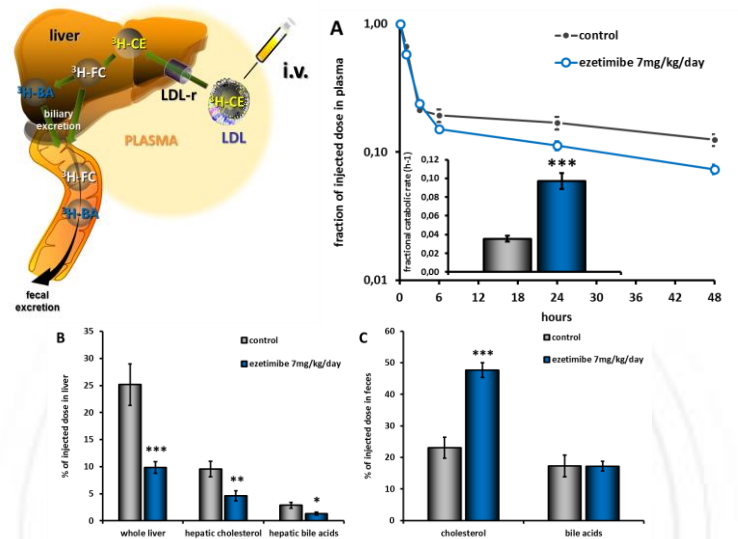 liver
³H-CE
³H-FC
³H-BA
biliary
excretion
LDL-r
³H-CE
i.v.
PLASMA
LDL
³H-FC
³H-BA
fecal
excretion
A
fraction of injected dose in plasma
1,00
0,10
0,01
control
ezetimibe 7mg/kg/day
fractional catabolic rate (h-1)
0,12
0,10
0,08
0,06
0,04
0,02
0,00
***
0 6 12 18 24 30 36 42 48
hours
B
% of injected dose in liver
35
30
25
20
15
10
5
0
control
ezetimibe 7mg/kg/day
***
**
*
whole liver hepatic cholesterol hepatic bile acids
C
% of injected dose in feces
60
50
40
30
20
10
0
control
ezetimibe 7mg/kg/day
***
cholesterol bile acids